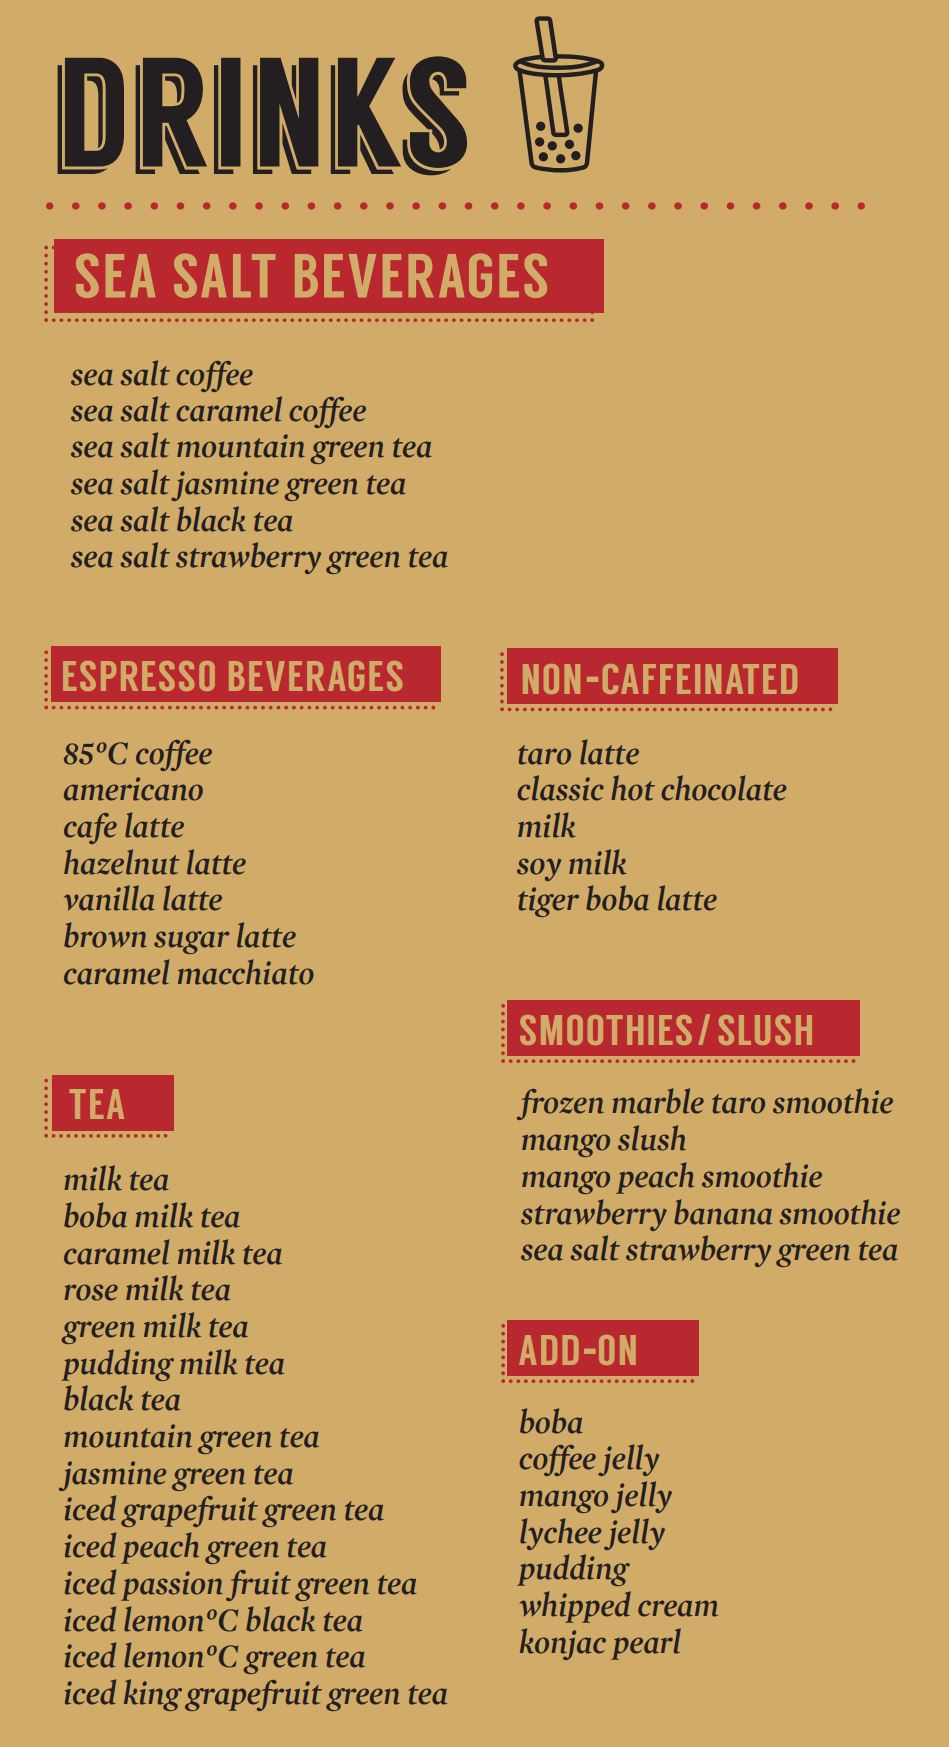 DRINKS
SEA SALT BEVERAGES
sea salt coffee
sea salt caramel coffee
sea salt mountain green tea
sea salt jasmine green tea
sea salt black tea
sea salt strawberry green tea
ESPRESSO BEVERAGES
85ºC coffee
americano
cafe latte
hazelnut latte
vanilla latte
brown sugar latte
caramel macchiato
TEA
milk tea
boba milk tea
caramel milk tea
rose milk tea
green milk tea
pudding milk tea
black tea
mountain green tea
jasmine green tea
iced grapefruit green tea
iced peach green tea
iced passion fruit green tea
iced lemonºC black tea
iced lemonºC green tea
iced king grapefruit green tea
NON-CAFFEINATED
taro latte
classic hot chocolate
milk
soy milk
tiger boba latte
SMOOTHIES / SLUSH
frozen marble taro smoothie
mango slush
mango peach smoothie
strawberry banana smoothie
sea salt strawberry green tea
ADD-ON
boba
coffee jelly
mango jelly
lychee jelly
pudding
whipped cream
konjac pearl